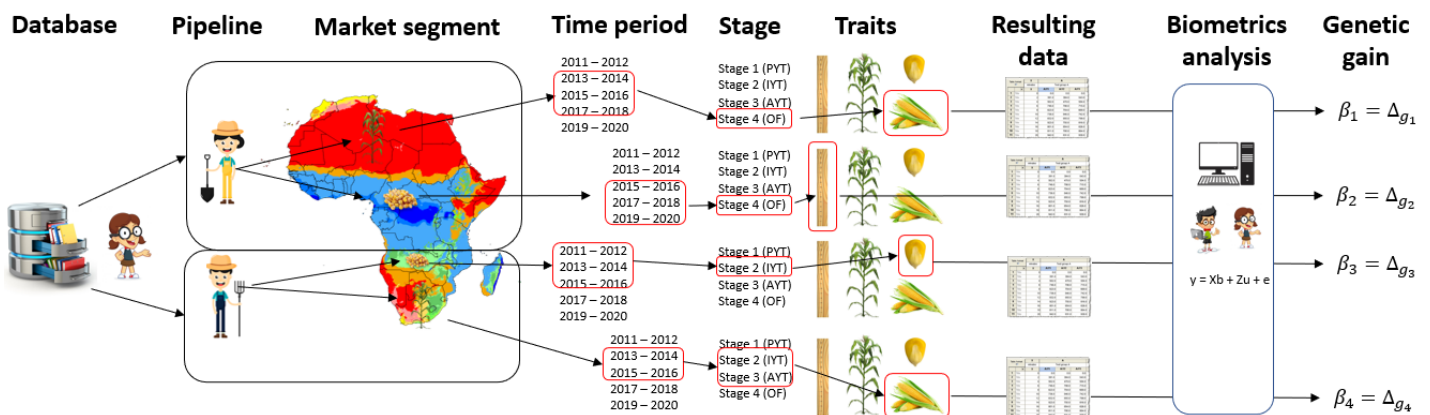 Database
Pipeline
Market segment
Time period
Stage
Traits
Resulting
data
Biometrics
analysis
Genetic
gain
2011 – 2012
2013 – 2014
2015 – 2016
2017 – 2018
2019 – 2020
Stage 1 (PYT)
Stage 2 (IYT)
Stage 3 (AYT)
Stage 4 (OF)
β1 = Δg1
2011 – 2012
2013 – 2014
2015 – 2016
2017 – 2018
2019 – 2020
Stage 1 (PYT)
Stage 2 (IYT)
Stage 3 (AYT)
Stage 4 (OF)
β2 = Δg2
2011 – 2012
2013 – 2014
2015 – 2016
2017 – 2018
2019 – 2020
Stage 1 (PYT)
Stage 2 (IYT)
Stage 3 (AYT)
Stage 4 (OF)
y = Xb + Zu + e
β3 = Δg3
2011 – 2012
2013 – 2014
2015 – 2016
2017 – 2018
2019 – 2020
Stage 1 (PYT)
Stage 2 (IYT)
Stage 3 (AYT)
Stage 4 (OF)
β4 = Δg4